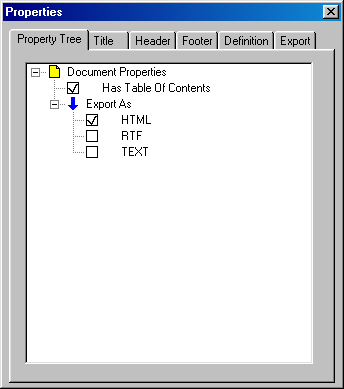 Properties
Property Tree Title Header Footer Definition Export
Document Properties
Has Table Of Contents
Export As
HTML
RTF
TEXT